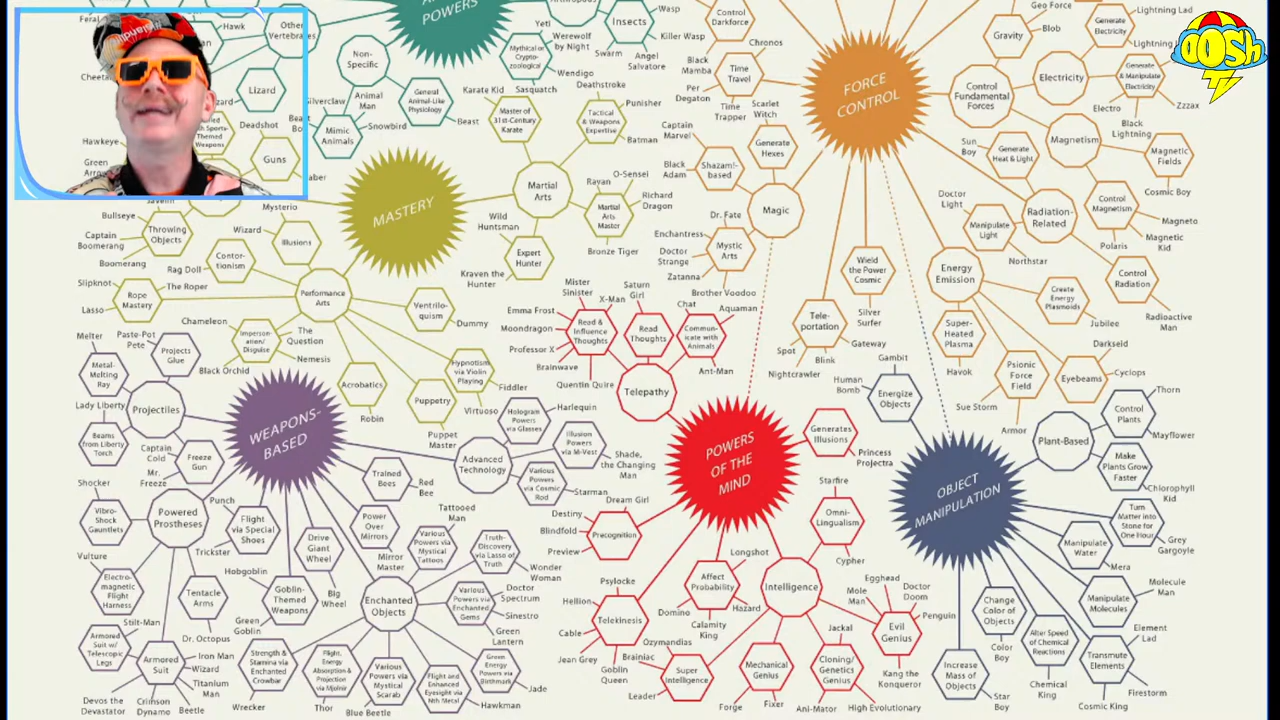 POWERS
Feral
Hawk
Other
Vertebrates
Cheetah
Lizard
Non-
Specific
Animal
Man
General
Animal-Like
Physiology
Beast
Snowbird
Silverclaw
Mimic
Animals
Yeti
Mythical or
Crypto-
zoological
Werewolf
by Night
Wendigo
Sasquatch
Insects
Wasp
Killer Wasp
Angel
Salvatore
Swarm
OOSh
TV
MASTERY
Deadshot
Guns
Hawkeye
Green
Bullseye
Captain
Boomerang
Boomerang
Throwing
Objects
Javelin
Mysterio
Wizard
Illusions
Rag Doll
Contor-
tionism
Slipknot
The Roper
Lasso
Rope
Mastery
Performance
Arts
Chameleon
Imperson-
ation/
Disguise
The
Question
Nemesis
Black Orchid
Acrobatics
Robin
Puppetry
Puppet
Master
Hypnotism
via Violin
Playing
Fiddler
Virtuoso
Ventrilo-
quism
Dummy
Karate Kid
Master of
31st-Century
Karate
Deathstroke
Tactical
& Weapons
Expertise
Punisher
Batman
Martial
Arts
Ravan
O-Sensei
Richard
Dragon
Martial
Arts
Master
Bronze Tiger
Wild
Huntsman
Expert
Hunter
Kraven the
Hunter
FORCE
CONTROL
Control
Darkforce
Chronos
Black
Mamba
Time
Travel
Per
Degaton
Time
Trapper
Scarlet
Witch
Generate
Hexes
Captain
Marvel
Black
Adam
Shazam!-
based
Magic
Dr. Fate
Enchantress
Doctor
Strange
Mystic
Arts
Zatanna
Brother Voodoo
Wield
the Power
Cosmic
Silver
Surfer
Tele-
portation
Gateway
Blink
Spot
Nightcrawler
Geo Force
Gravity
Blob
Control
Fundamental
Forces
Electricity
Generate
Electricity
Lightning Lad
Generate
& Manipulate
Electricity
Zzzax
Electro
Black
Lightning
Magnetism
Magnetic
Fields
Cosmic Boy
Control
Magnetism
Magneto
Magnetic
Kid
Polaris
Sun
Boy
Generate
Heat & Light
Radiation-
Related
Control
Radiation
Radioactive
Man
Doctor
Light
Manipulate
Light
Northstar
Energy
Emission
Create
Energy
Plasmoids
Jubilee
Super-
Heated
Plasma
Havok
Psionic
Force
Field
Sue Storm
Armor
Eyebeams
Darkseid
Cyclops
WEAPONS-
BASED
Melter
Paste-Pot
Pete
Projects
Glue
Metal-
Melting
Ray
Projectiles
Lady Liberty
Beams
from Liberty
Torch
Captain
Cold
Freeze
Gun
Mr.
Freeze
Shocker
Vibro-
Shock
Gauntlets
Powered
Prostheses
Vulture
Electro-
magnetic
Flight
Harness
Tentacle
Arms
Dr. Octopus
Stilt-Man
Armored
Suit w/
Telescopic
Legs
Armored
Suit
Iron Man
Wizard
Titanium
Man
Beetle
Crimson
Dynamo
Devos the
Devastator
Punch
Flight
via Special
Shoes
Trickster
Hobgoblin
Goblin-
Themed
Weapons
Green
Goblin
Drive
Giant
Wheel
Big
Wheel
Power
Over
Mirrors
Mirror
Master
Trained
Bees
Red
Bee
Advanced
Technology
Hologram
Powers
via Glasses
Harlequin
Illusion
Powers
via M-Vest
Shade,
the Changing
Man
Various
Powers
via Cosmic
Rod
Starman
Enchanted
Objects
Tattooed
Man
Various
Powers via
Mystical
Tattoos
Truth-
Discovery
via Lasso of
Truth
Wonder
Woman
Various
Powers via
Enchanted
Gems
Doctor
Spectrum
Sinestro
Green
Lantern
Green
Energy
Powers via
Birthmark
Jade
Flight and
Enhanced
Eyesight via
Nth Metal
Hawkman
Various
Powers via
Mystical
Scarab
Blue Beetle
Flight,
Energy
Absorption &
Projection
via Mjolnir
Thor
Strength &
Stamina via
Enchanted
Crowbar
Wrecker
POWERS
OF THE
MIND
Telepathy
Mister
Sinister
X-Man
Emma Frost
Moondragon
Professor X
Brainwave
Quentin Quire
Read &
Influence
Thoughts
Saturn
Girl
Read
Thoughts
Chat
Aquaman
Commun-
icate with
Animals
Ant-Man
Generates
Illusions
Princess
Projectra
Dream Girl
Destiny
Blindfold
Preview
Precognition
Starfire
Omni-
Lingualism
Cypher
Longshot
Affect
Probability
Domino
Calamity
King
Hazard
Intelligence
Psylocke
Hellion
Telekinesis
Cable
Jean Grey
Goblin
Queen
Ozymandias
Brainiac
Super
Intelligence
Leader
Mechanical
Genius
Forge
Fixer
Jackal
Cloning/
Genetics
Genius
Ani-Mator
High Evolutionary
Mole
Man
Egghead
Doctor
Doom
Penguin
Evil
Genius
Kang the
Konqueror
OBJECT
MANIPULATION
Gambit
Human
Bomb
Energize
Objects
Plant-Based
Control
Plants
Thorn
Mayflower
Make
Plants Grow
Faster
Chlorophyll
Kid
Turn
Matter into
Stone for
One Hour
Grey
Gargoyle
Manipulate
Water
Mera
Manipulate
Molecules
Molecule
Man
Transmute
Elements
Element
Lad
Firestorm
Cosmic King
Alter Speed
of Chemical
Reactions
Chemical
King
Change
Color of
Objects
Color
Boy
Increase
Mass of
Objects
Star
Boy